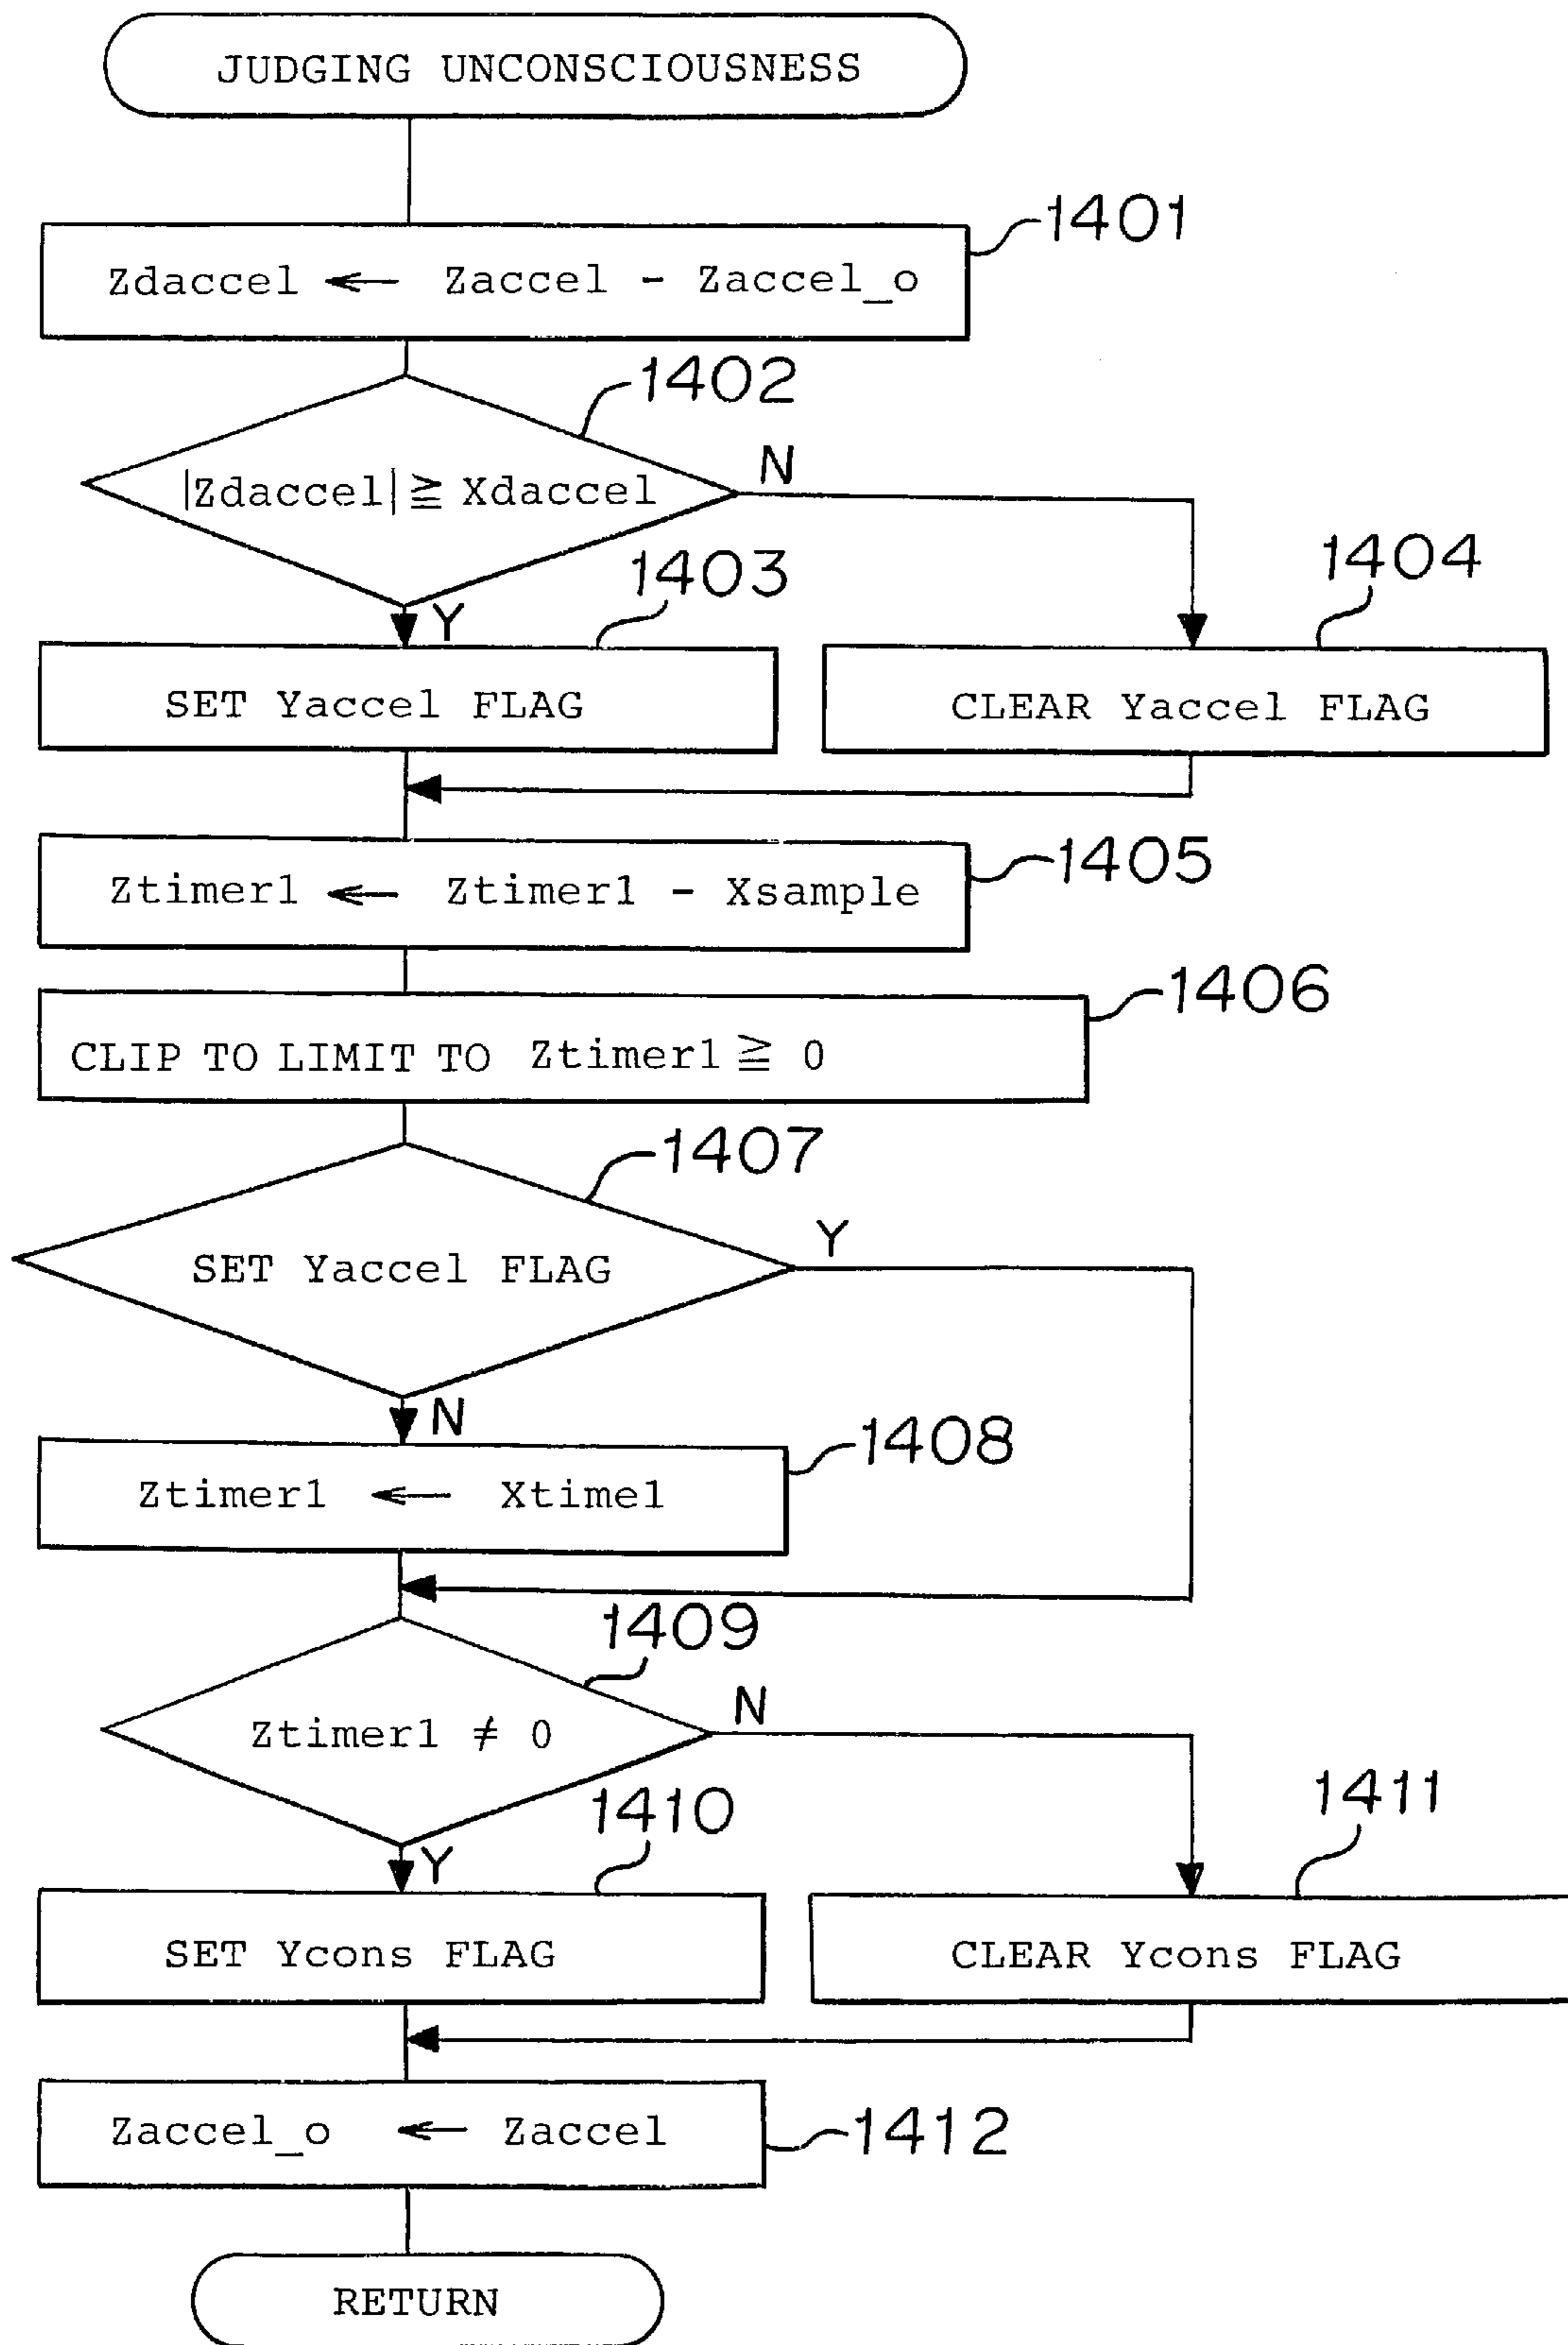 JUDGING UNCONSCIOUSNESS
1401
Zdaccel ← Zaccel - Zaccel_o
1402
|Zdaccel| ≧ Xdaccel
N
1403
1404
Y
SET Yaccel FLAG
CLEAR Yaccel FLAG
1405
Ztimer1 ← Ztimer1 - Xsample
1406
CLIP TO LIMIT TO Ztimer1 ≧ 0
1407
Y
SET Yaccel FLAG
N
1408
Ztimer1 ← Xtime1
1409
N
Ztimer1 ≠ 0
1410
1411
Y
SET Ycons FLAG
CLEAR Ycons FLAG
Zaccel_o ← Zaccel
1412
RETURN